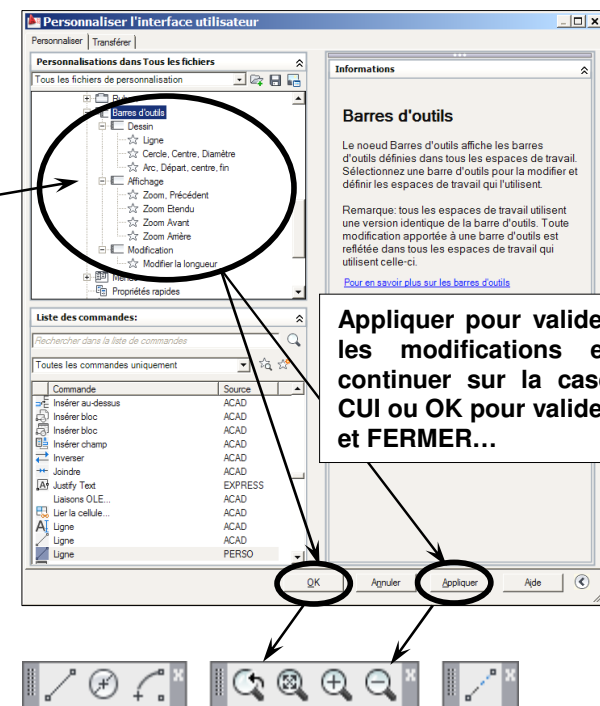 Personnaliser l'interface utilisateur
Personnaliser
Transférer
Personnalisations dans Tous les fichiers
Tous les fichiers de personnalisation
Barres d'outils
Dessin
Ligne
Cercle, Centre, Diamètre
Arc, Départ, centre, fin
Affichage
Zoom, Précédent
Zoom Etendu
Zoom Avant
Zoom Arrière
Modification
Modifier la longueur
Propriétés rapides
Liste des commandes:
Rechercher dans la liste de commandes
Toutes les commandes uniquement
Commande Source
Insérer au-dessus ACAD
Insérer bloc ACAD
Insérer bloc ACAD
Insérer champ ACAD
Inverser ACAD
Joindre ACAD
Justify Text EXPRESS
Liaisons OLE... ACAD
Lier la cellule... ACAD
Ligne ACAD
Ligne ACAD
Ligne PERSO
Informations
Barres d'outils
Le noeud Barres d'outils affiche les barres
d'outils définies dans tous les espaces de travail.
Sélectionnez une barre d'outils pour la modifier et
définir les espaces de travail qui l'utilisent.
Remarque: tous les espaces de travail utilisent
une version identique de la barre d'outils. Toute
modification apportée à une barre d'outils est
reflétée dans tous les espaces de travail qui
utilisent celle-ci.
Pour en savoir plus sur les barres d'outils
Appliquer pour valide
les modifications e
continuer sur la case
CUI ou OK pour valide
et FERMER...
OK
Annuler
Appliquer
Aide